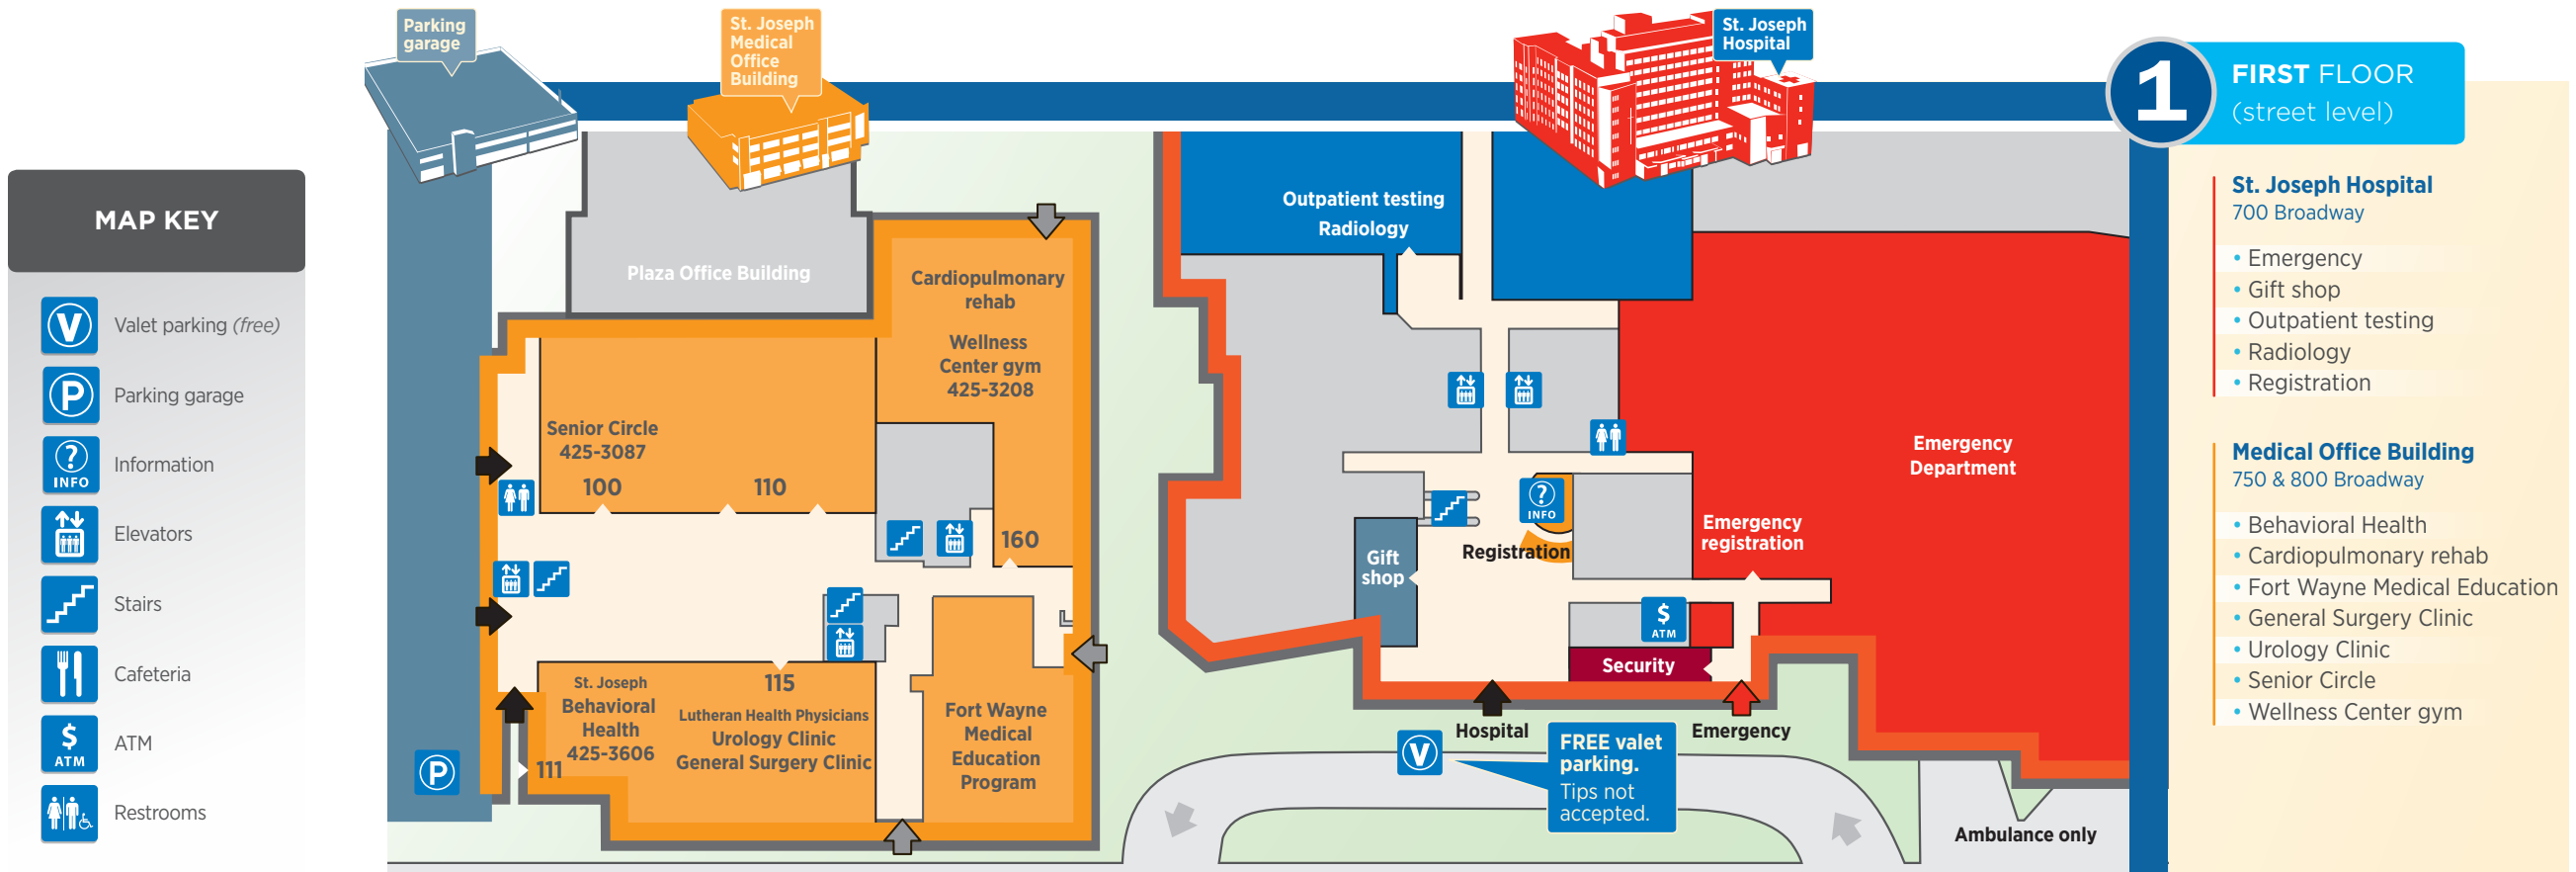 Parking
garage
St. Joseph
Medical
Office
Building
St. Joseph
Hospital
1
FIRST FLOOR
(street level)
MAP KEY
V
Valet parking (free)
P
Parking garage
?
INFO
Information
Elevators
Stairs
Cafeteria
$
ATM
ATM
Restrooms
Plaza Office Building
Cardiopulmonary
rehab
Wellness
Center gym
425-3208
Senior Circle
425-3087
100
110
160
St. Joseph
Behavioral
Health
425-3606
111
115
Lutheran Health Physicians
Urology Clinic
General Surgery Clinic
Fort Wayne
Medical
Education
Program
P
Outpatient testing
Radiology
Emergency
Department
?
INFO
Registration
Emergency
registration
Gift
shop
$
ATM
Security
Hospital
Emergency
V
FREE valet
parking.
Tips not
accepted.
Ambulance only
St. Joseph Hospital
700 Broadway
• Emergency
• Gift shop
• Outpatient testing
• Radiology
• Registration
Medical Office Building
750 & 800 Broadway
• Behavioral Health
• Cardiopulmonary rehab
• Fort Wayne Medical Education
• General Surgery Clinic
• Urology Clinic
• Senior Circle
• Wellness Center gym